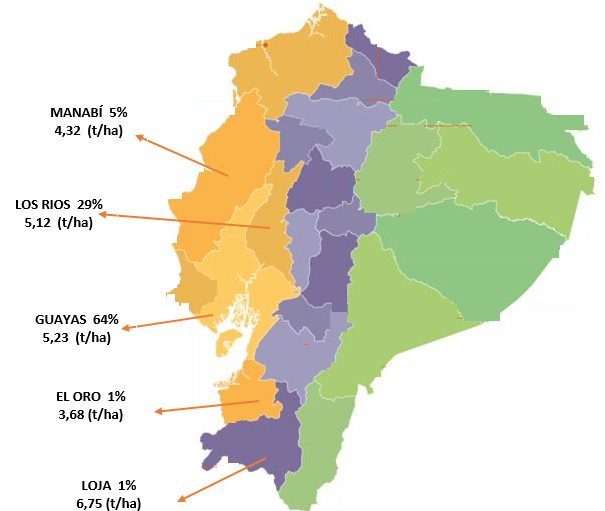 MANABÍ 5%
4,32 (t/ha)
LOS RIOS 29%
5,12 (t/ha)
GUAYAS 64%
5,23 (t/ha)
EL ORO 1%
3,68 (t/ha)
LOJA 1%
6,75 (t/ha)